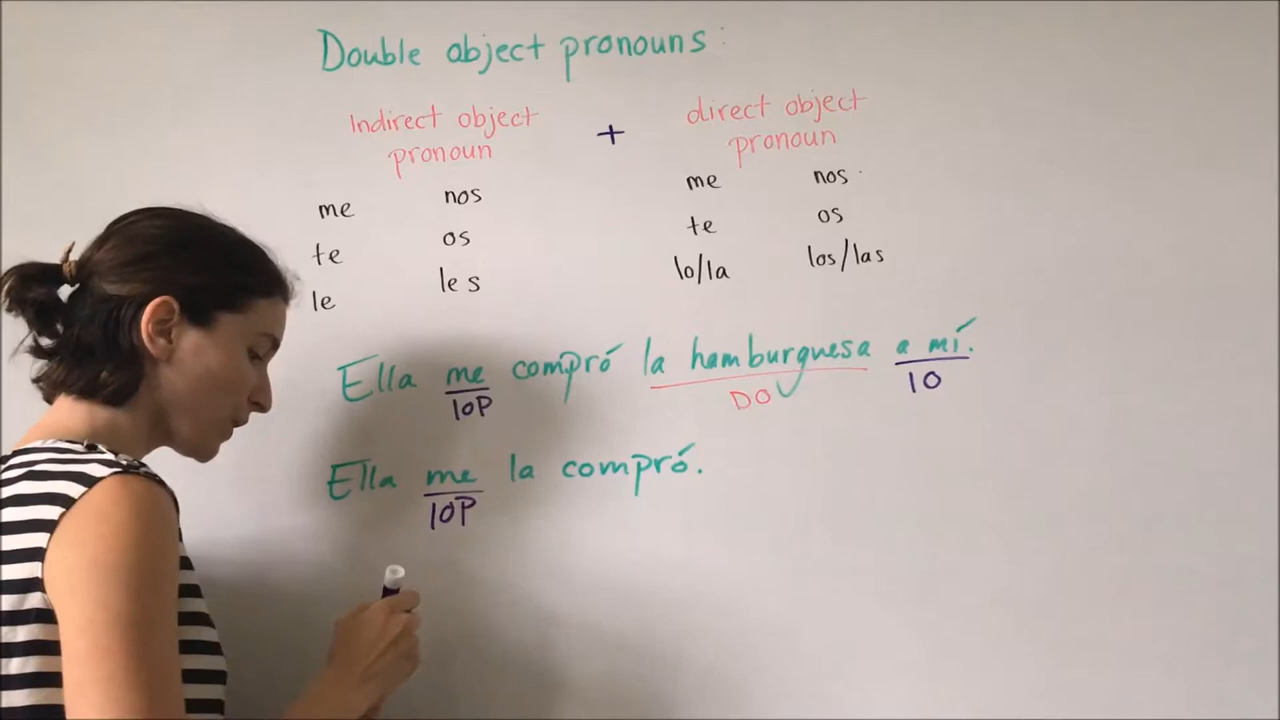 Double object pronouns:
Indirect object pronoun + direct object pronoun
me nos me nos
te os te os
le les lo/la los/las
Ella me compró la hamburguesa a mí.
IOP DO IO
Ella me la compró.
IOP